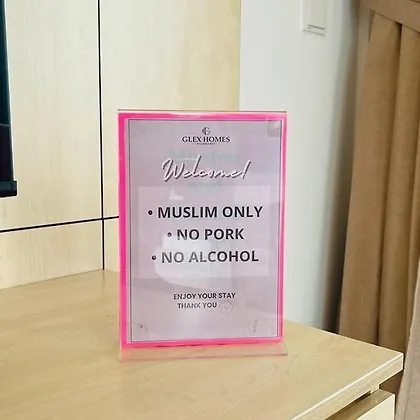 GLEX HOMES
Welcome!
• MUSLIM ONLY
• NO PORK
• NO ALCOHOL
ENJOY YOUR STAY
THANK YOU